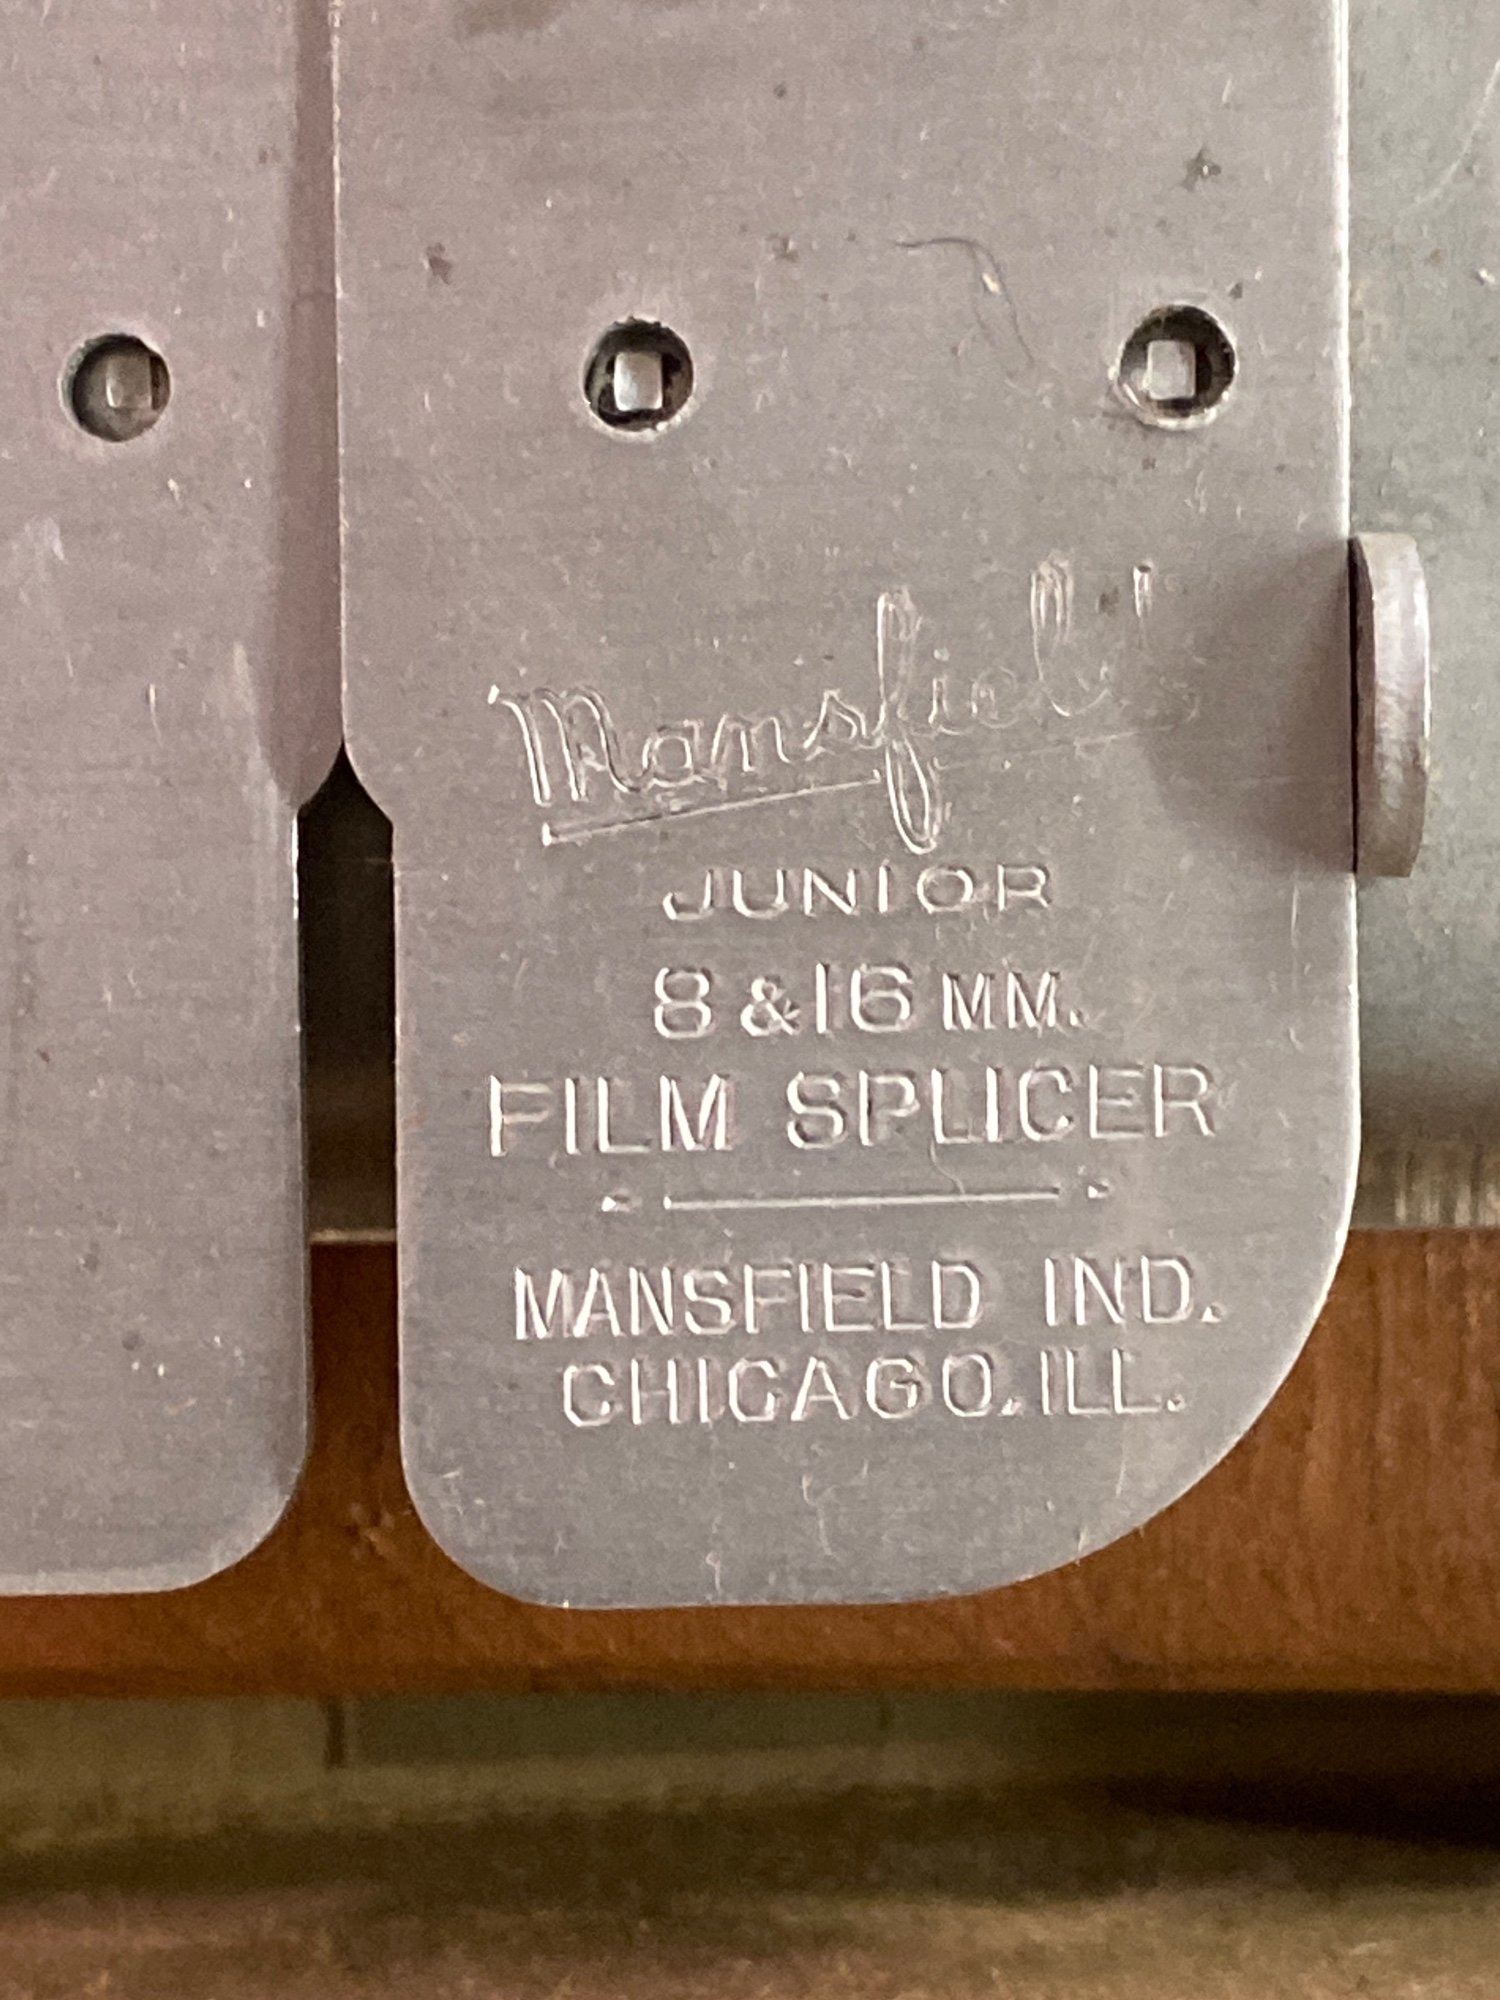 Mansfield
JUNIOR
8 & 16 MM.
FILM SPLICER
MANSFIELD IND.
CHICAGO, ILL.